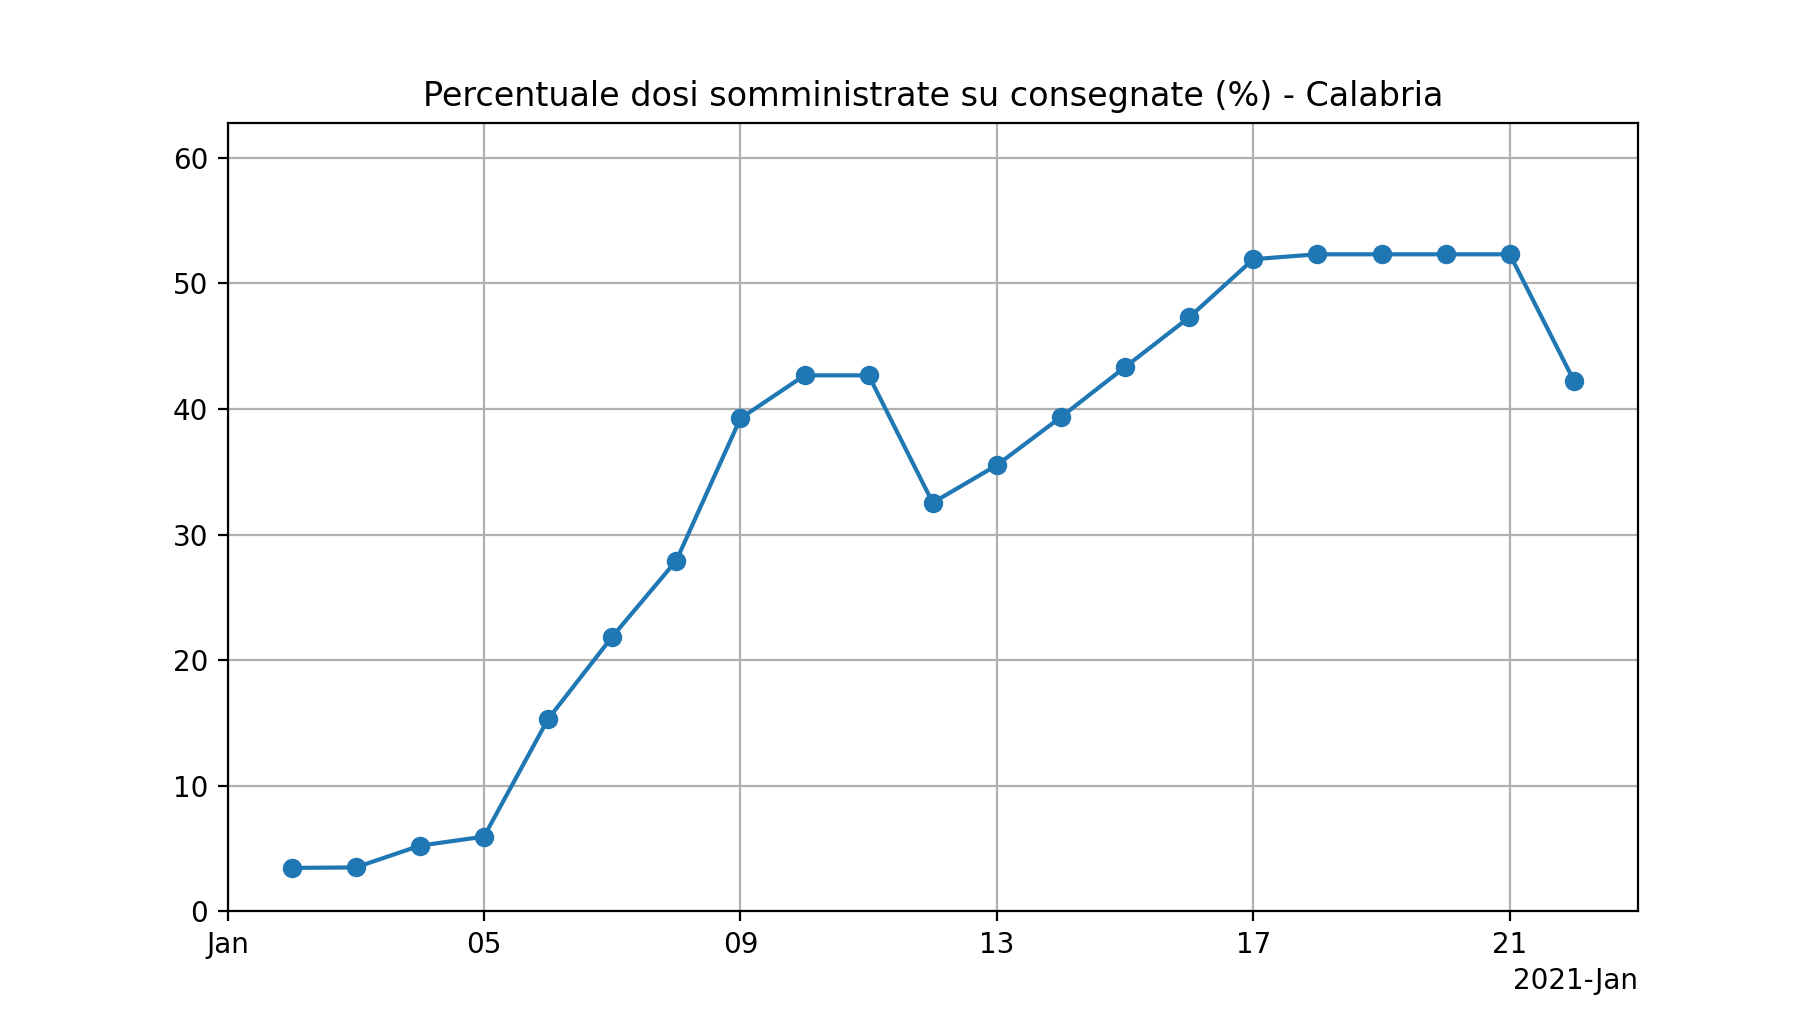 Percentuale dosi somministrate su consegnate (%) - Calabria
60
50
40
30
20
10
0
Jan 05 09 13 17 21
2021-Jan